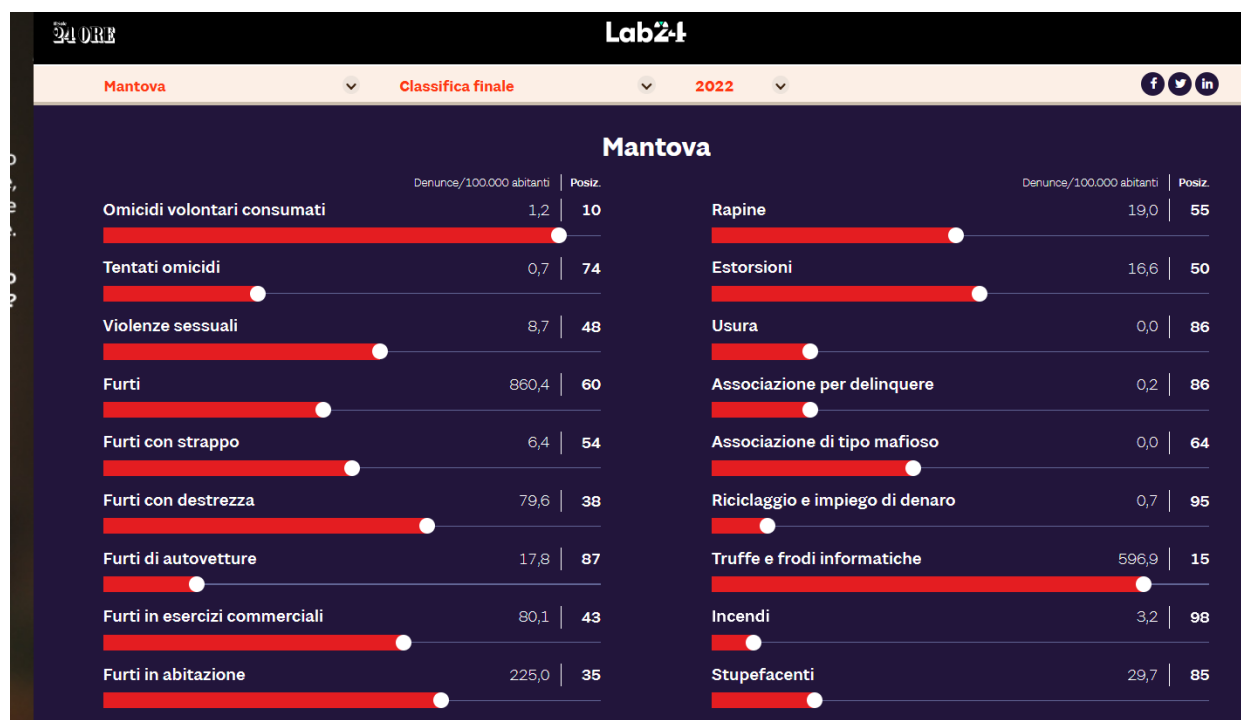 Il Sole
24 ORE
Lab24
Mantova
Classifica finale
2022
Mantova
Denunce/100.000 abitanti Posiz.
Omicidi volontari consumati 1,2 10
Tentati omicidi 0,7 74
Violenze sessuali 8,7 48
Furti 860,4 60
Furti con strappo 6,4 54
Furti con destrezza 79,6 38
Furti di autovetture 17,8 87
Furti in esercizi commerciali 80,1 43
Furti in abitazione 225,0 35
Denunce/100.000 abitanti Posiz.
Rapine 19,0 55
Estorsioni 16,6 50
Usura 0,0 86
Associazione per delinquere 0,2 86
Associazione di tipo mafioso 0,0 64
Riciclaggio e impiego di denaro 0,7 95
Truffe e frodi informatiche 596,9 15
Incendi 3,2 98
Stupefacenti 29,7 85